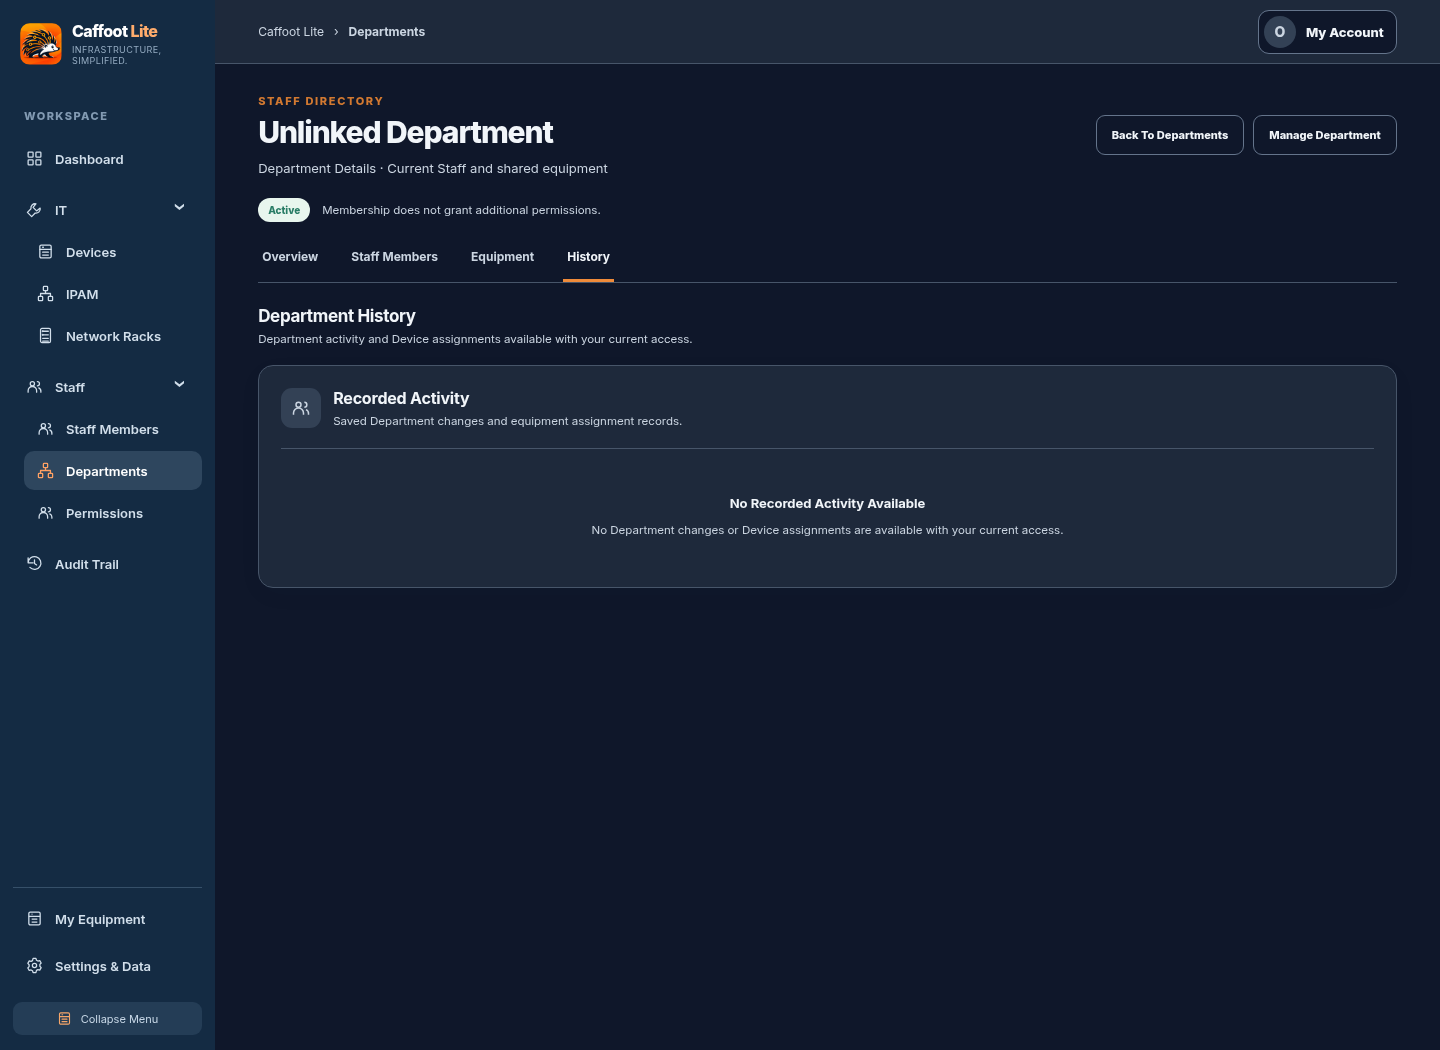 Caffoot Lite
INFRASTRUCTURE,
SIMPLIFIED.
WORKSPACE
Dashboard
IT
Devices
IPAM
Network Racks
Staff
Staff Members
Departments
Permissions
Audit Trail
My Equipment
Settings & Data
Collapse Menu
Caffoot Lite › Departments
O My Account
STAFF DIRECTORY
Unlinked Department
Department Details · Current Staff and shared equipment
Back To Departments
Manage Department
Active Membership does not grant additional permissions.
Overview Staff Members Equipment History
Department History
Department activity and Device assignments available with your current access.
Recorded Activity
Saved Department changes and equipment assignment records.
No Recorded Activity Available
No Department changes or Device assignments are available with your current access.